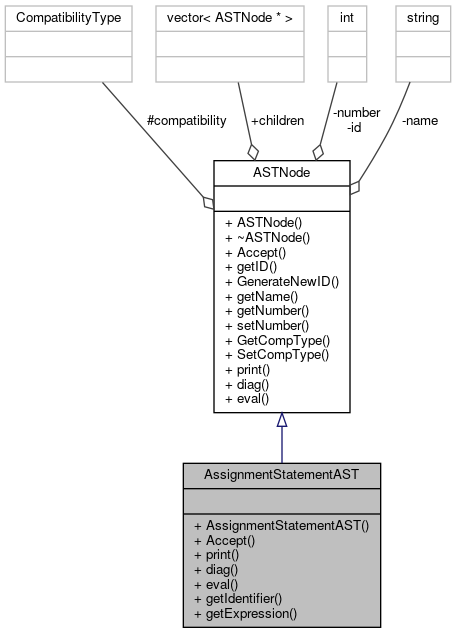 CompatibilityType
vector< ASTNode * >
int
string
#compatibility
+children
-number
-id
-name
ASTNode
+ ASTNode()
+ ~ASTNode()
+ Accept()
+ getID()
+ GenerateNewID()
+ getName()
+ getNumber()
+ setNumber()
+ GetCompType()
+ SetCompType()
+ print()
+ diag()
+ eval()
AssignmentStatementAST
+ AssignmentStatementAST()
+ Accept()
+ print()
+ diag()
+ eval()
+ getIdentifier()
+ getExpression()